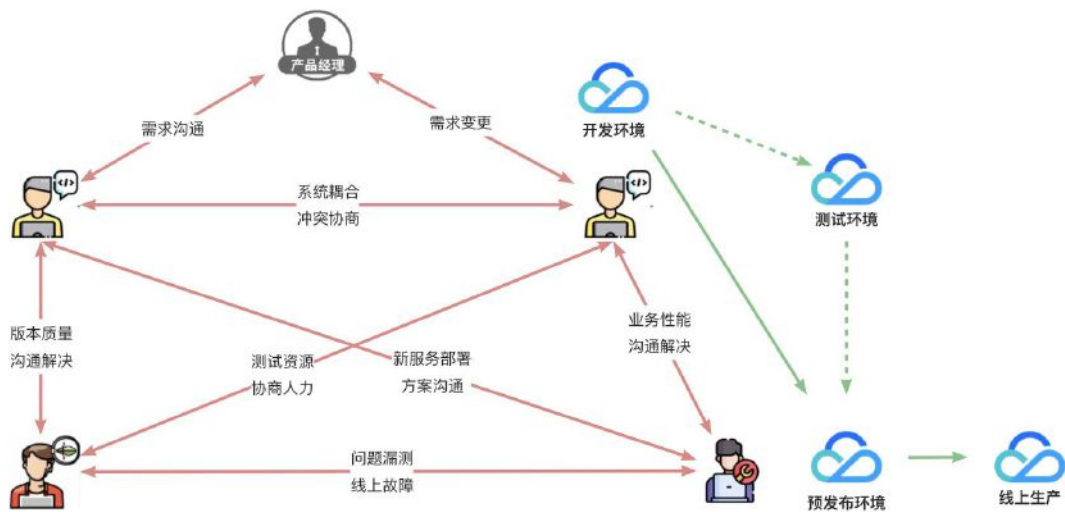 产品经理
需求沟通
需求变更
开发环境
系统耦合
冲突协商
测试环境
版本质量
沟通解决
测试资源
协商人力
新服务部署
方案沟通
业务性能
沟通解决
问题漏测
线上故障
预发布环境
线上生产